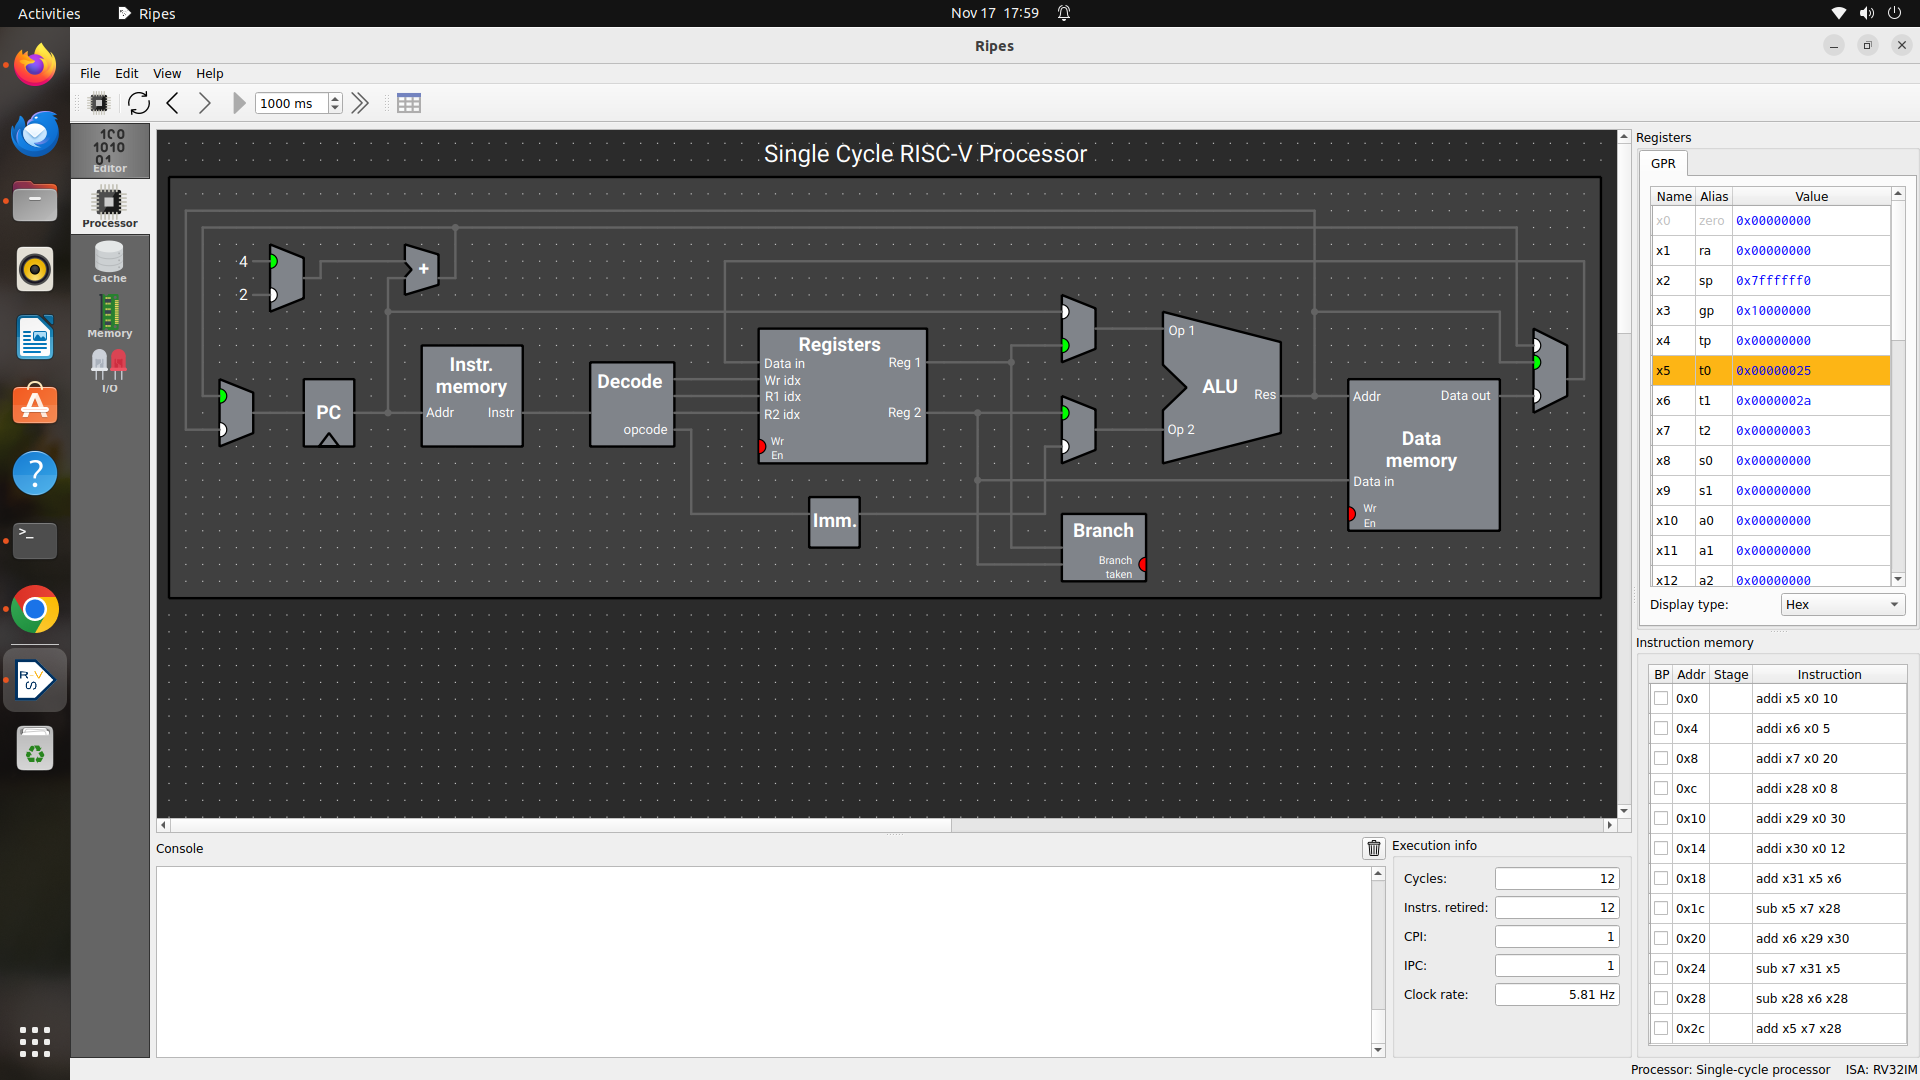 Activities
Ripes
Nov 17 17:59
Ripes
File Edit View Help
1000 ms
100
1010
01
Editor
Processor
Cache
Memory
I/O
Single Cycle RISC-V Processor
4
2
+
PC
Instr.
memory
Addr
Instr
Decode
opcode
Registers
Data in
Wr idx
R1 idx
R2 idx
Wr
En
Reg 1
Reg 2
Imm.
Op 1
ALU
Res
Op 2
Branch
Branch
taken
Addr
Data out
Data
memory
Data in
Wr
En
Registers
GPR
Name Alias Value
x0 zero 0x00000000
x1 ra 0x00000000
x2 sp 0x7ffffff0
x3 gp 0x10000000
x4 tp 0x00000000
x5 t0 0x00000025
x6 t1 0x0000002a
x7 t2 0x00000003
x8 s0 0x00000000
x9 s1 0x00000000
x10 a0 0x00000000
x11 a1 0x00000000
x12 a2 0x00000000
Display type: Hex
Instruction memory
BP Addr Stage Instruction
0x0 addi x5 x0 10
0x4 addi x6 x0 5
0x8 addi x7 x0 20
0xc addi x28 x0 8
0x10 addi x29 x0 30
0x14 addi x30 x0 12
0x18 add x31 x5 x6
0x1c sub x5 x7 x28
0x20 add x6 x29 x30
0x24 sub x7 x31 x5
0x28 sub x28 x6 x28
0x2c add x5 x7 x28
Console
Execution info
Cycles: 12
Instrs. retired: 12
CPI: 1
IPC: 1
Clock rate: 5.81 Hz
Processor: Single-cycle processor ISA: RV32IM